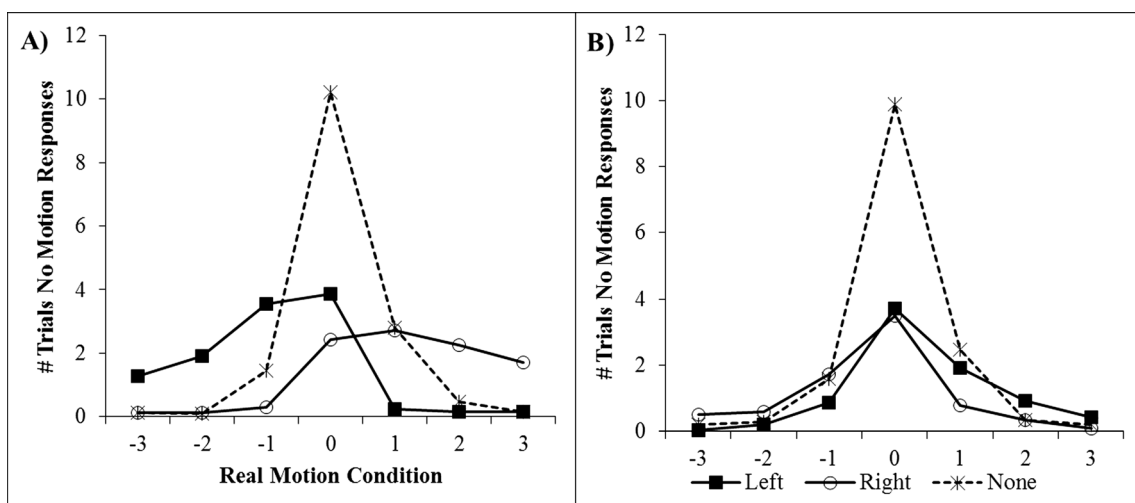 A)
# Trials No Motion Responses
12
10
8
6
4
2
0
-3 -2 -1 0 1 2 3
Real Motion Condition
B)
# Trials No Motion Responses
12
10
8
6
4
2
0
-3 -2 -1 0 1 2 3
Left Right None